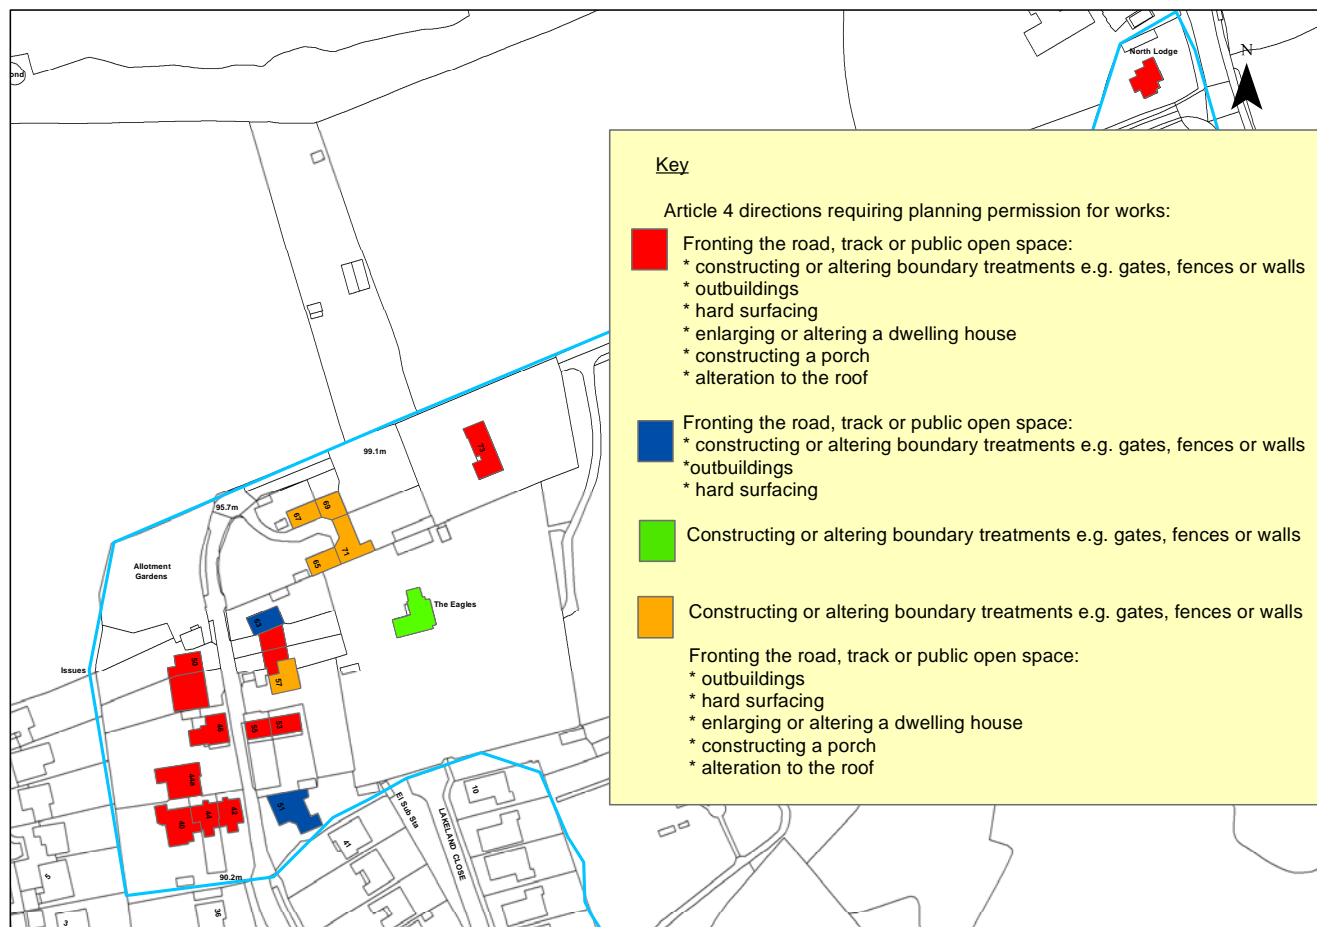 ond
North Lodge
N
Key
Article 4 directions requiring planning permission for works:
Fronting the road, track or public open space:
* constructing or altering boundary treatments e.g. gates, fences or walls
* outbuildings
* hard surfacing
* enlarging or altering a dwelling house
* constructing a porch
* alteration to the roof
Fronting the road, track or public open space:
* constructing or altering boundary treatments e.g. gates, fences or walls
*outbuildings
* hard surfacing
Constructing or altering boundary treatments e.g. gates, fences or walls
Constructing or altering boundary treatments e.g. gates, fences or walls
Fronting the road, track or public open space:
* outbuildings
* hard surfacing
* enlarging or altering a dwelling house
* constructing a porch
* alteration to the roof
73
99.1m
95.7m
69
67
71
65
Allotment
Gardens
The Eagles
63
Issues
50
57
46
53
44a
51
42
41
40
10
El Sub Sta
LAKELAND CLOSE
41
90.2m
5
36
3